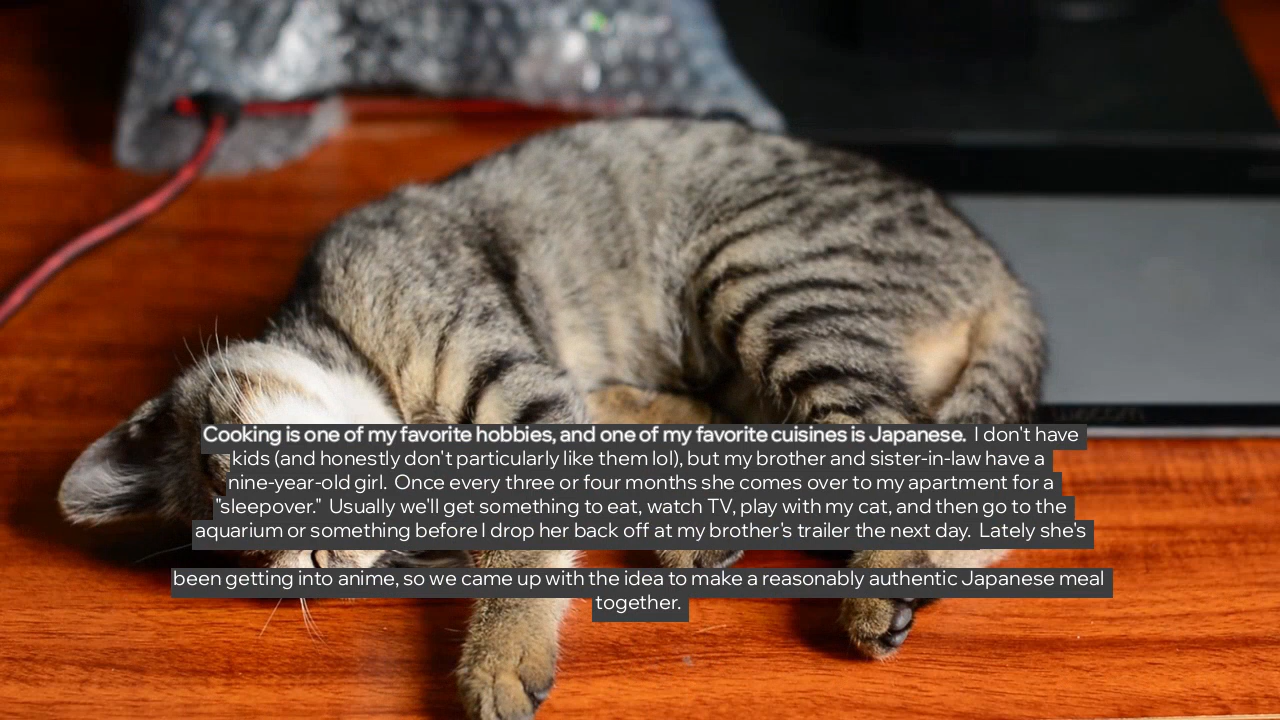 wacom
Cooking is one of my favorite hobbies, and one of my favorite cuisines is Japanese.  I don't have
kids (and honestly don't particularly like them lol), but my brother and sister-in-law have a
nine-year-old girl.  Once every three or four months she comes over to my apartment for a
"sleepover."  Usually we'll get something to eat, watch TV, play with my cat, and then go to the
aquarium or something before I drop her back off at my brother's trailer the next day.  Lately she's
been getting into anime, so we came up with the idea to make a reasonably authentic Japanese meal
together.